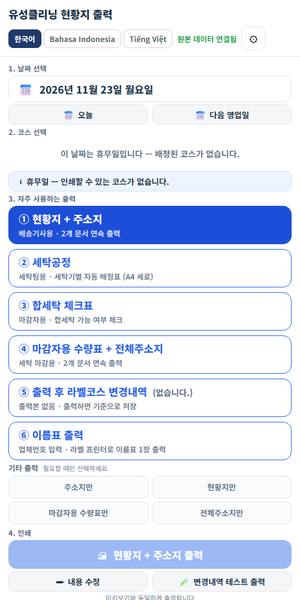 유성클리닝 현황지 출력
한국어 Bahasa Indonesia Tiếng Việt 원본 데이터 연결됨
1. 날짜 선택
2026년 11월 23일 월요일
오늘 다음 영업일
2. 코스 선택
이 날짜는 휴무일입니다 — 배정된 코스가 없습니다.
휴무일 — 인쇄할 수 있는 코스가 없습니다.
3. 자주 사용하는 출력
① 현황지 + 주소지
배송기사용 · 2개 문서 연속 출력
② 세탁공정
세탁팀용 · 세탁기별 자동 배정표 (A4 세로)
③ 합세탁 체크표
마감자용 · 합세탁 가능 여부 체크
④ 마감자용 수량표 + 전체주소지
세탁 마감용 · 2개 문서 연속 출력
⑤ 출력 후 라벨코스 변경내역 (없습니다.)
출력본 없음 · 출력하면 기준으로 저장
⑥ 이름표 출력
업체번호 입력 · 라벨 프린터로 이름표 1장 출력
기타 출력 필요할 때만 선택하세요
주소지만 현황지만
마감자용 수량표만 전체주소지만
4. 인쇄
현황지 + 주소지 출력
내용 수정 변경내역 테스트 출력
미리보기와 동일하게 출력됩니다